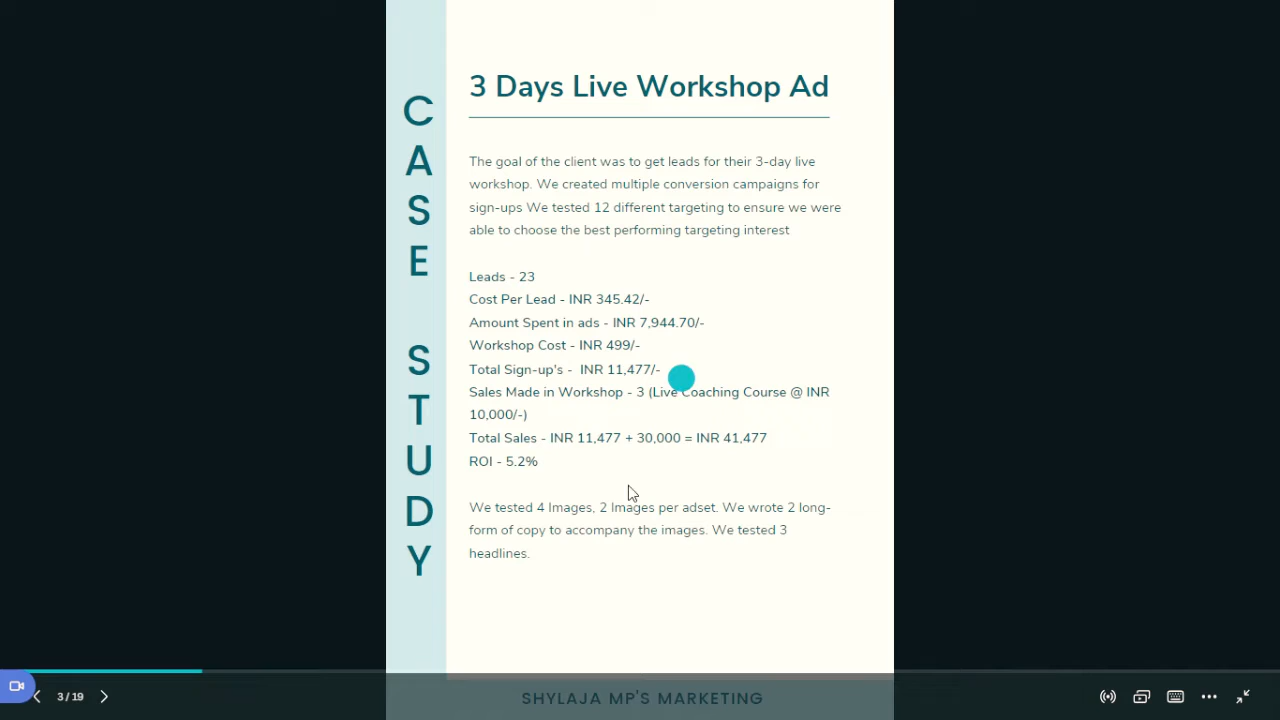 CASE STUDY
3 Days Live Workshop Ad
The goal of the client was to get leads for their 3-day live
workshop. We created multiple conversion campaigns for
sign-ups We tested 12 different targeting to ensure we were
able to choose the best performing targeting interest
Leads - 23
Cost Per Lead - INR 345.42/-
Amount Spent in ads - INR 7,944.70/-
Workshop Cost - INR 499/-
Total Sign-up's - INR 11,477/-
Sales Made in Workshop - 3 (Live Coaching Course @ INR
10,000/-)
Total Sales - INR 11,477 + 30,000 = INR 41,477
ROI - 5.2%
We tested 4 Images, 2 Images per adset. We wrote 2 long-
form of copy to accompany the images. We tested 3
headlines.
SHYLAJA MP'S MARKETING
3 / 19